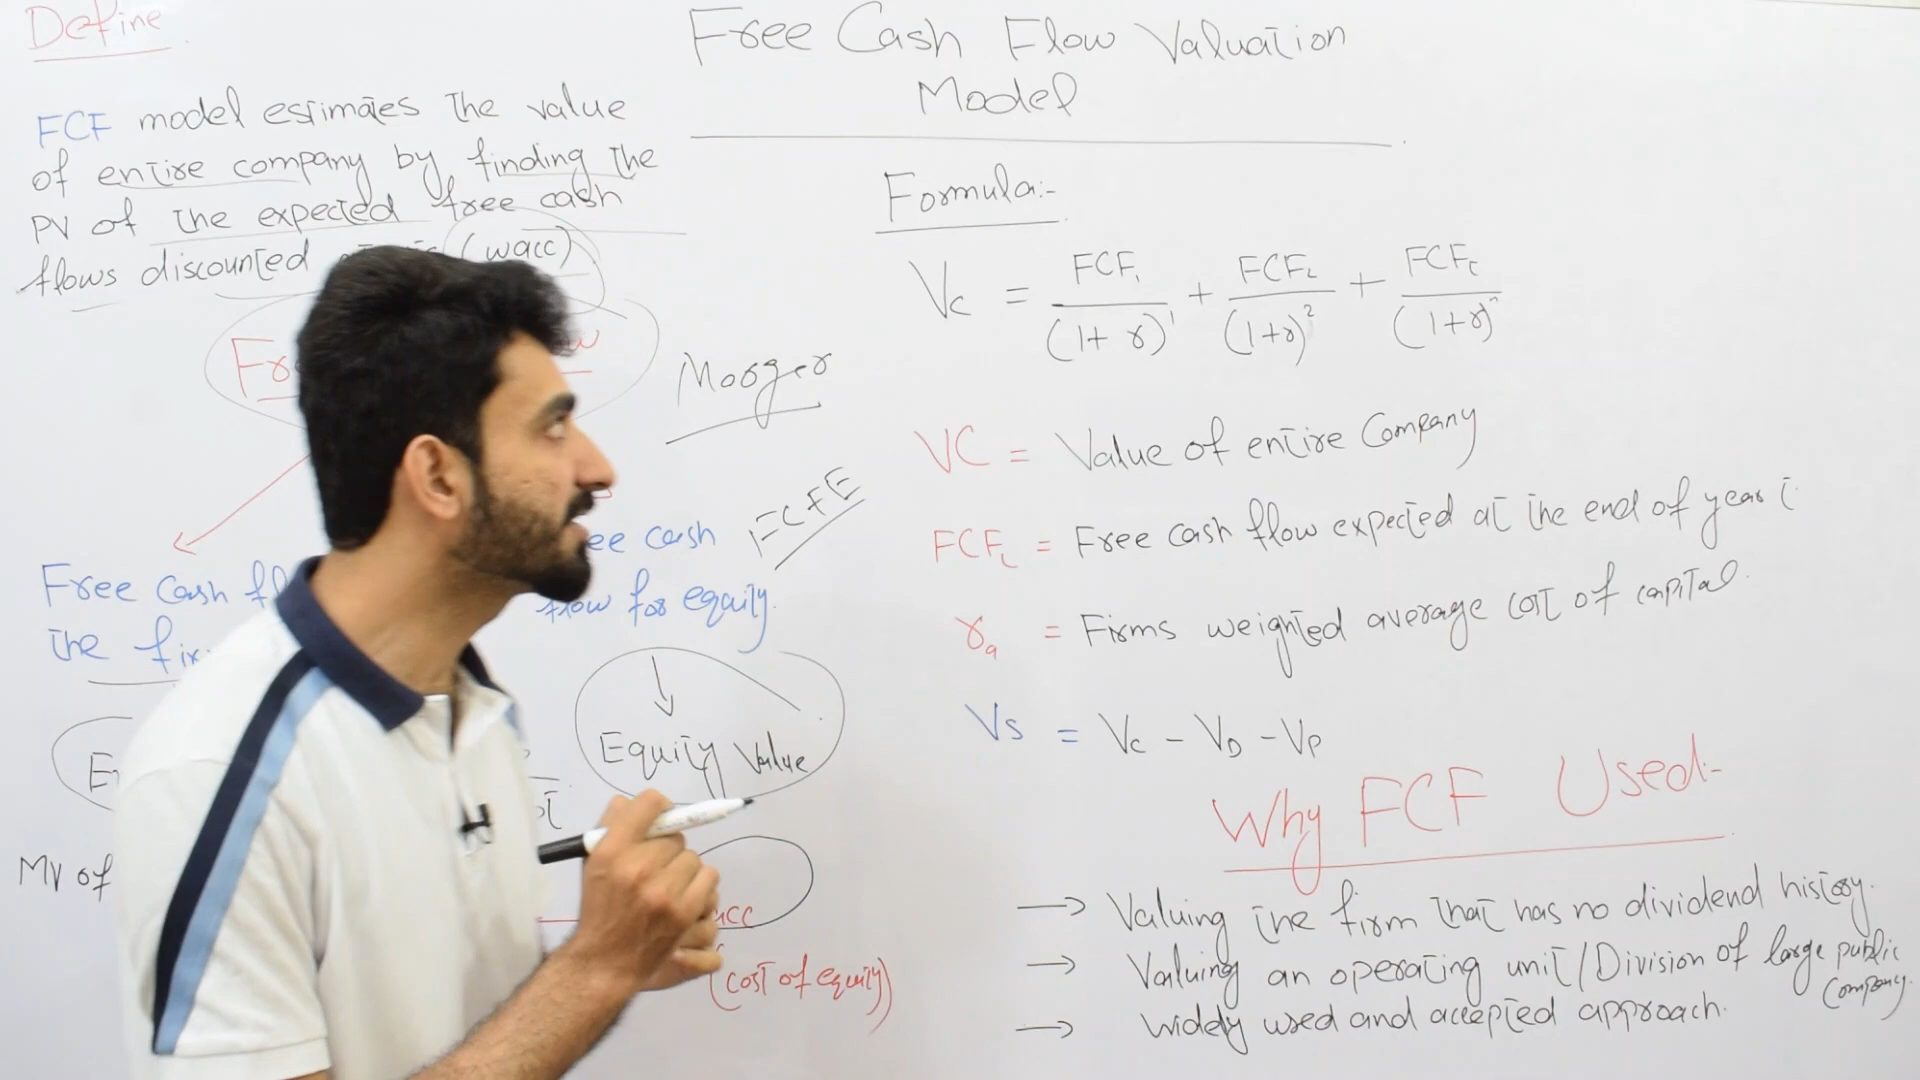 Define
Free Cash Flow Valuation
Model
FCF model estimates the value
of entire company by finding the
PV of the expected free cash
flows discounted (wacc)
Morger
FCFE
Free Cash
the
ee cash
flow for equity
Equity Value
MV of
(cost of equity)
Formula:-
Vc = FCF1/(1+r)^1 + FCF2/(1+r)^2 + FCFt/(1+r)^n
VC = Value of entire Company
FCFt = Free cash flow expected at the end of year t
ra = Firms weighted average cost of capital
Vs = Vc - VD - VP
Why FCF Used:-
→ Valuing the firm that has no dividend history.
→ Valuing an operating unit/Division of large public
Company.
→ Widely used and accepted approach.